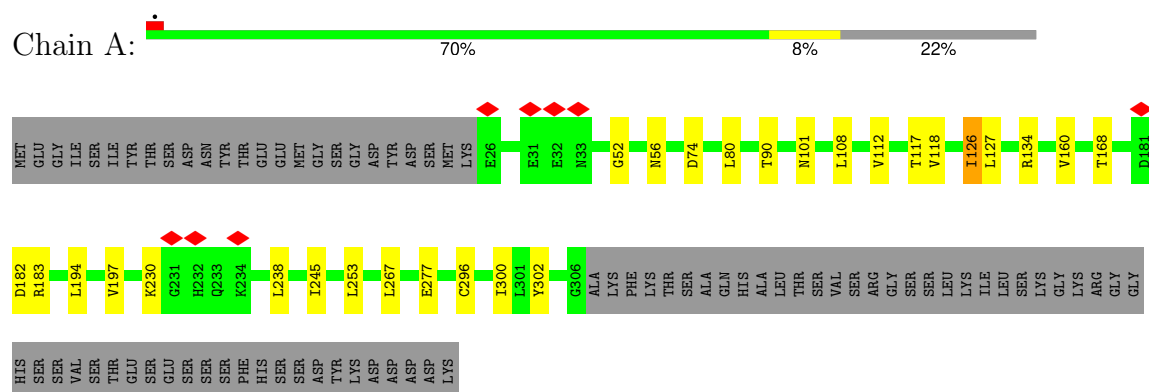 Chain A:
70% 8% 22%
MET GLU GLY ILE SER ILE TYR THR SER ASP ASN TYR THR GLU GLU MET GLY SER GLY ASP TYR ASP SER MET LYS E26 E31 E32 N33 G52 N56 D74 L80 T90 N101 L108 V112 T117 V118 I126 L127 R134 V160 T168 D181
D182 R183 L194 V197 K230 G231 H232 Q233 K234 L238 I245 L253 L267 E277 C296 I300 L301 Y302 G306 ALA LYS PHE LYS THR SER ALA GLN HIS ALA LEU THR SER VAL SER ARG GLY SER SER LEU LYS ILE LEU SER LYS GLY LYS ARG GLY GLY
HIS SER SER VAL SER THR GLU SER GLU SER SER SER PHE HIS SER SER ASP TYR LYS ASP ASP ASP ASP LYS